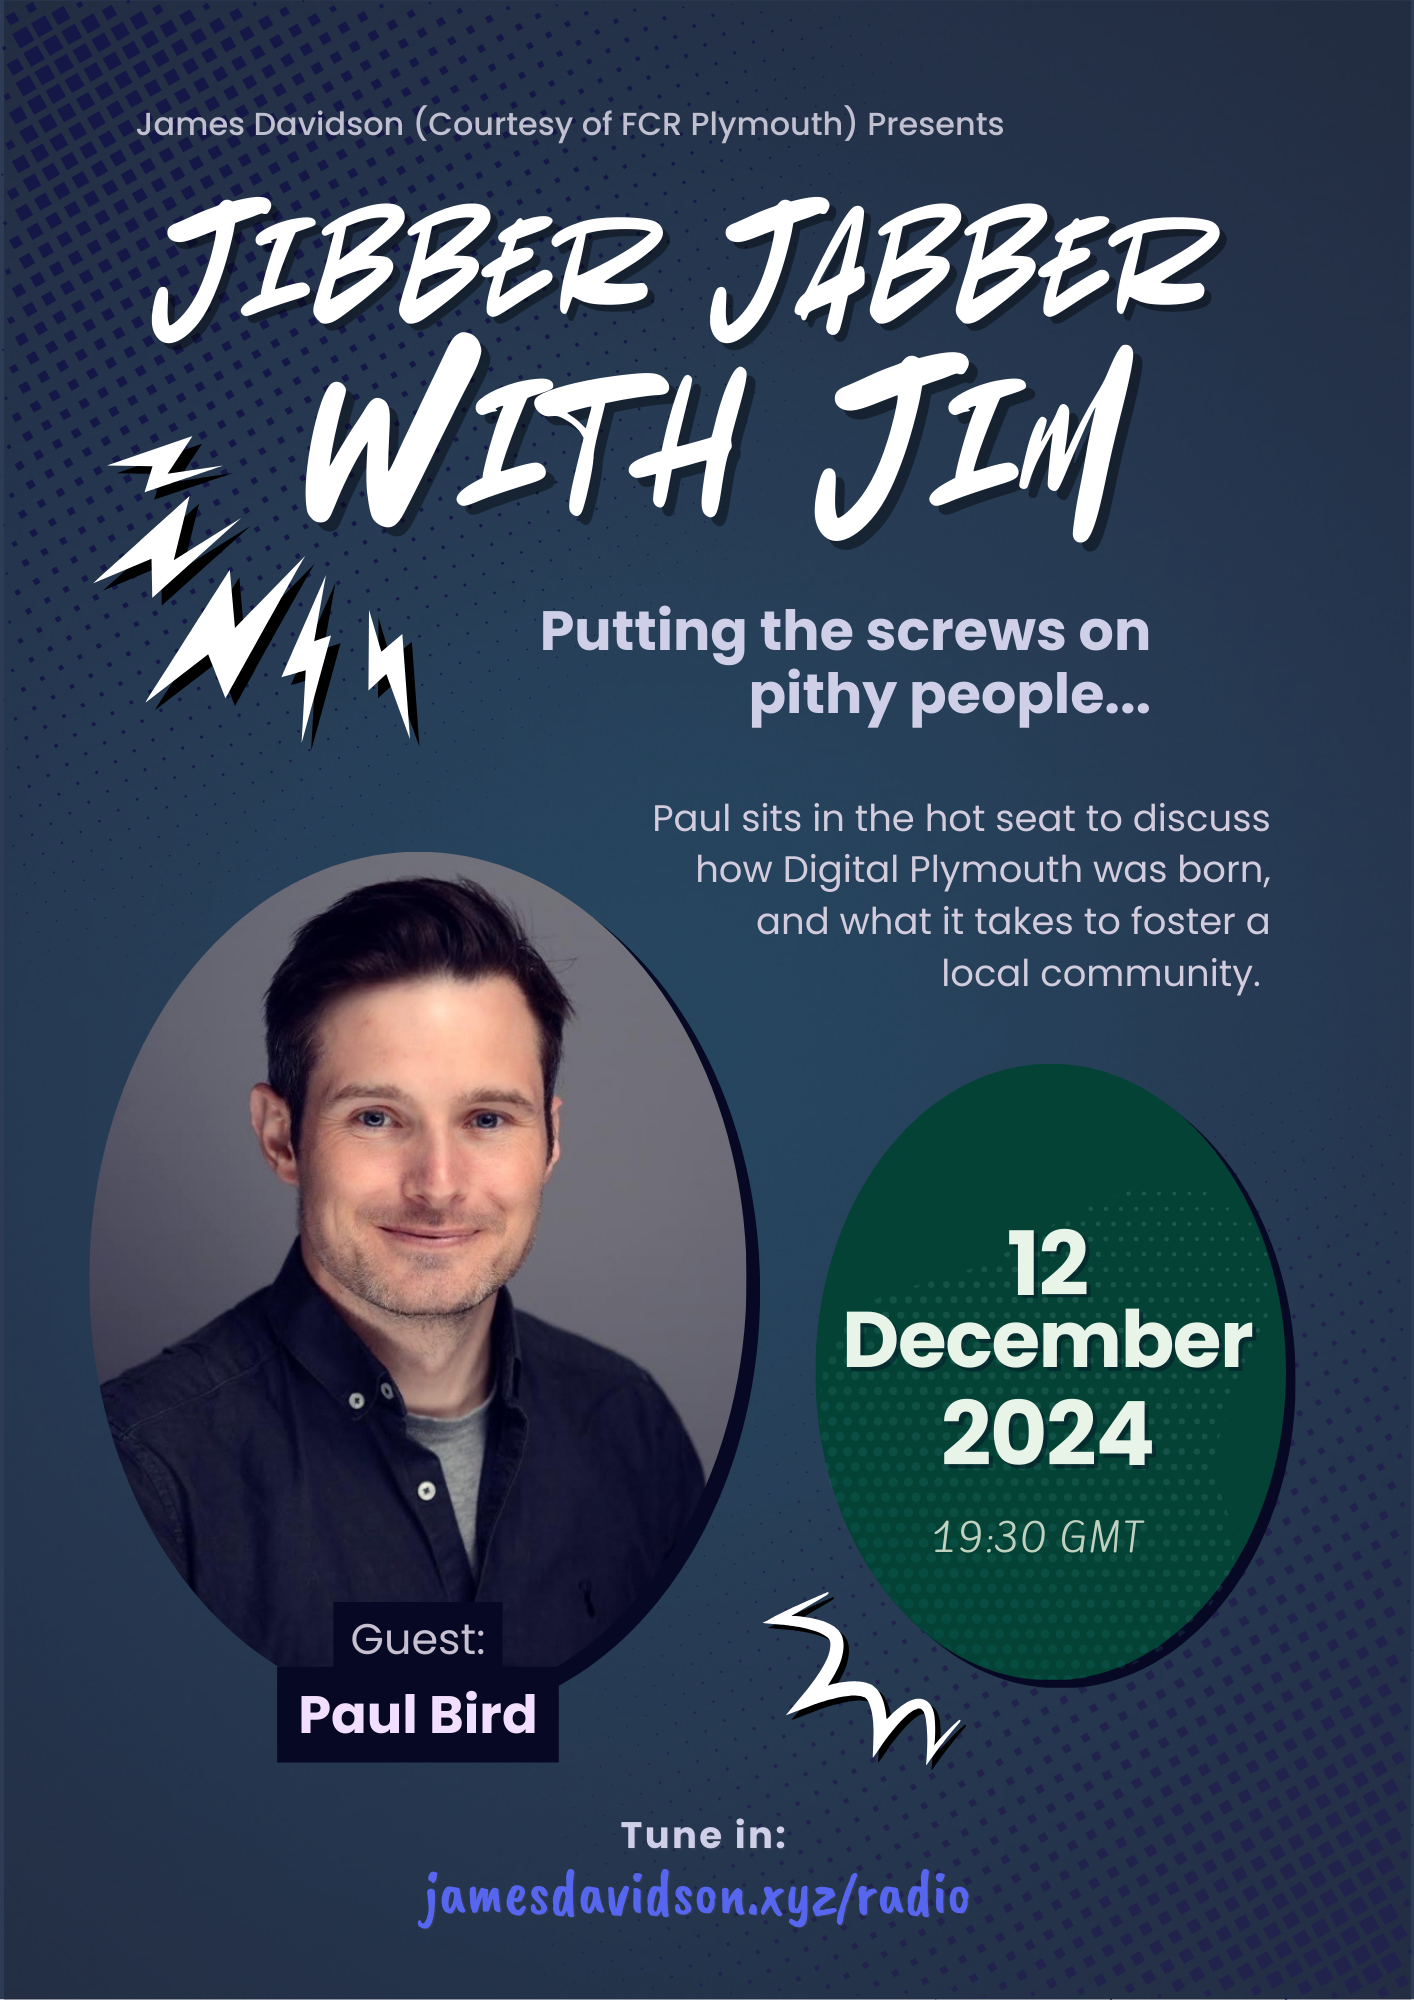 James Davidson (Courtesy of FCR Plymouth) Presents
JIBBER JABBER
WITH JIM
Putting the screws on
pithy people...
Paul sits in the hot seat to discuss
how Digital Plymouth was born,
and what it takes to foster a
local community.
12
December
2024
19:30 GMT
Guest:
Paul Bird
Tune in:
jamesdavidson.xyz/radio